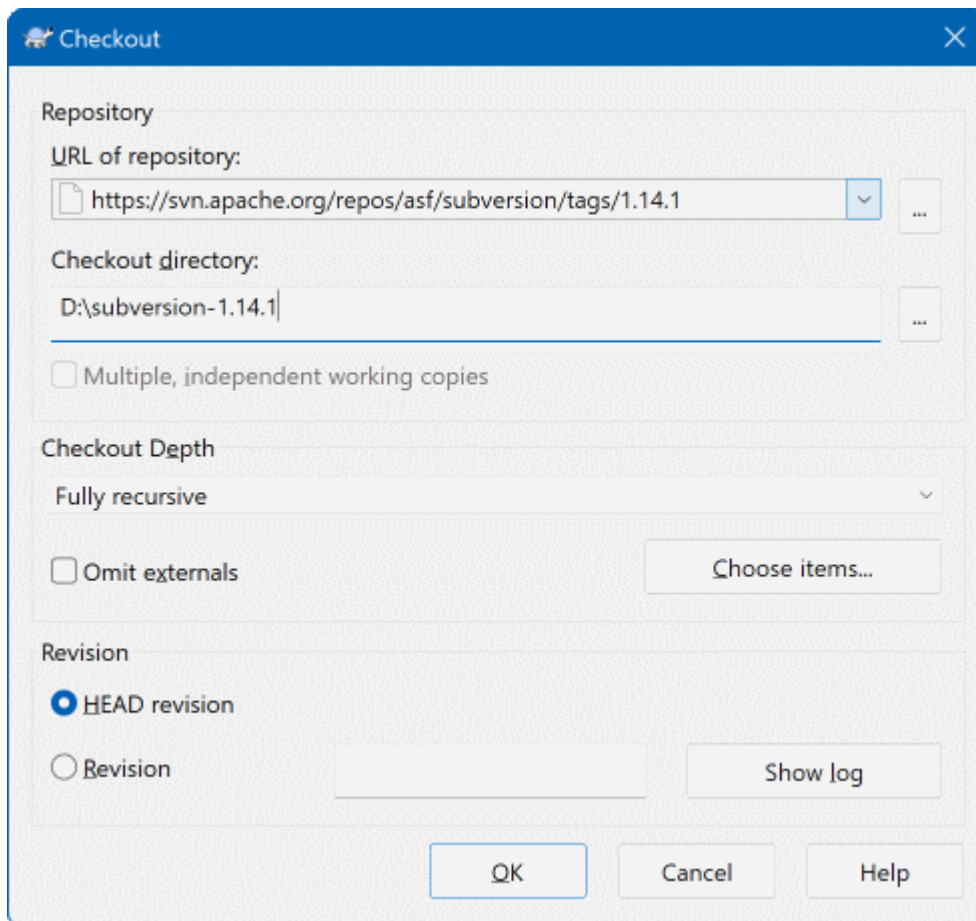 Checkout
Repository
URL of repository:
https://svn.apache.org/repos/asf/subversion/tags/1.14.1
...
Checkout directory:
D:\subversion-1.14.1
...
Multiple, independent working copies
Checkout Depth
Fully recursive
Omit externals
Choose items...
Revision
HEAD revision
Revision
Show log
OK
Cancel
Help